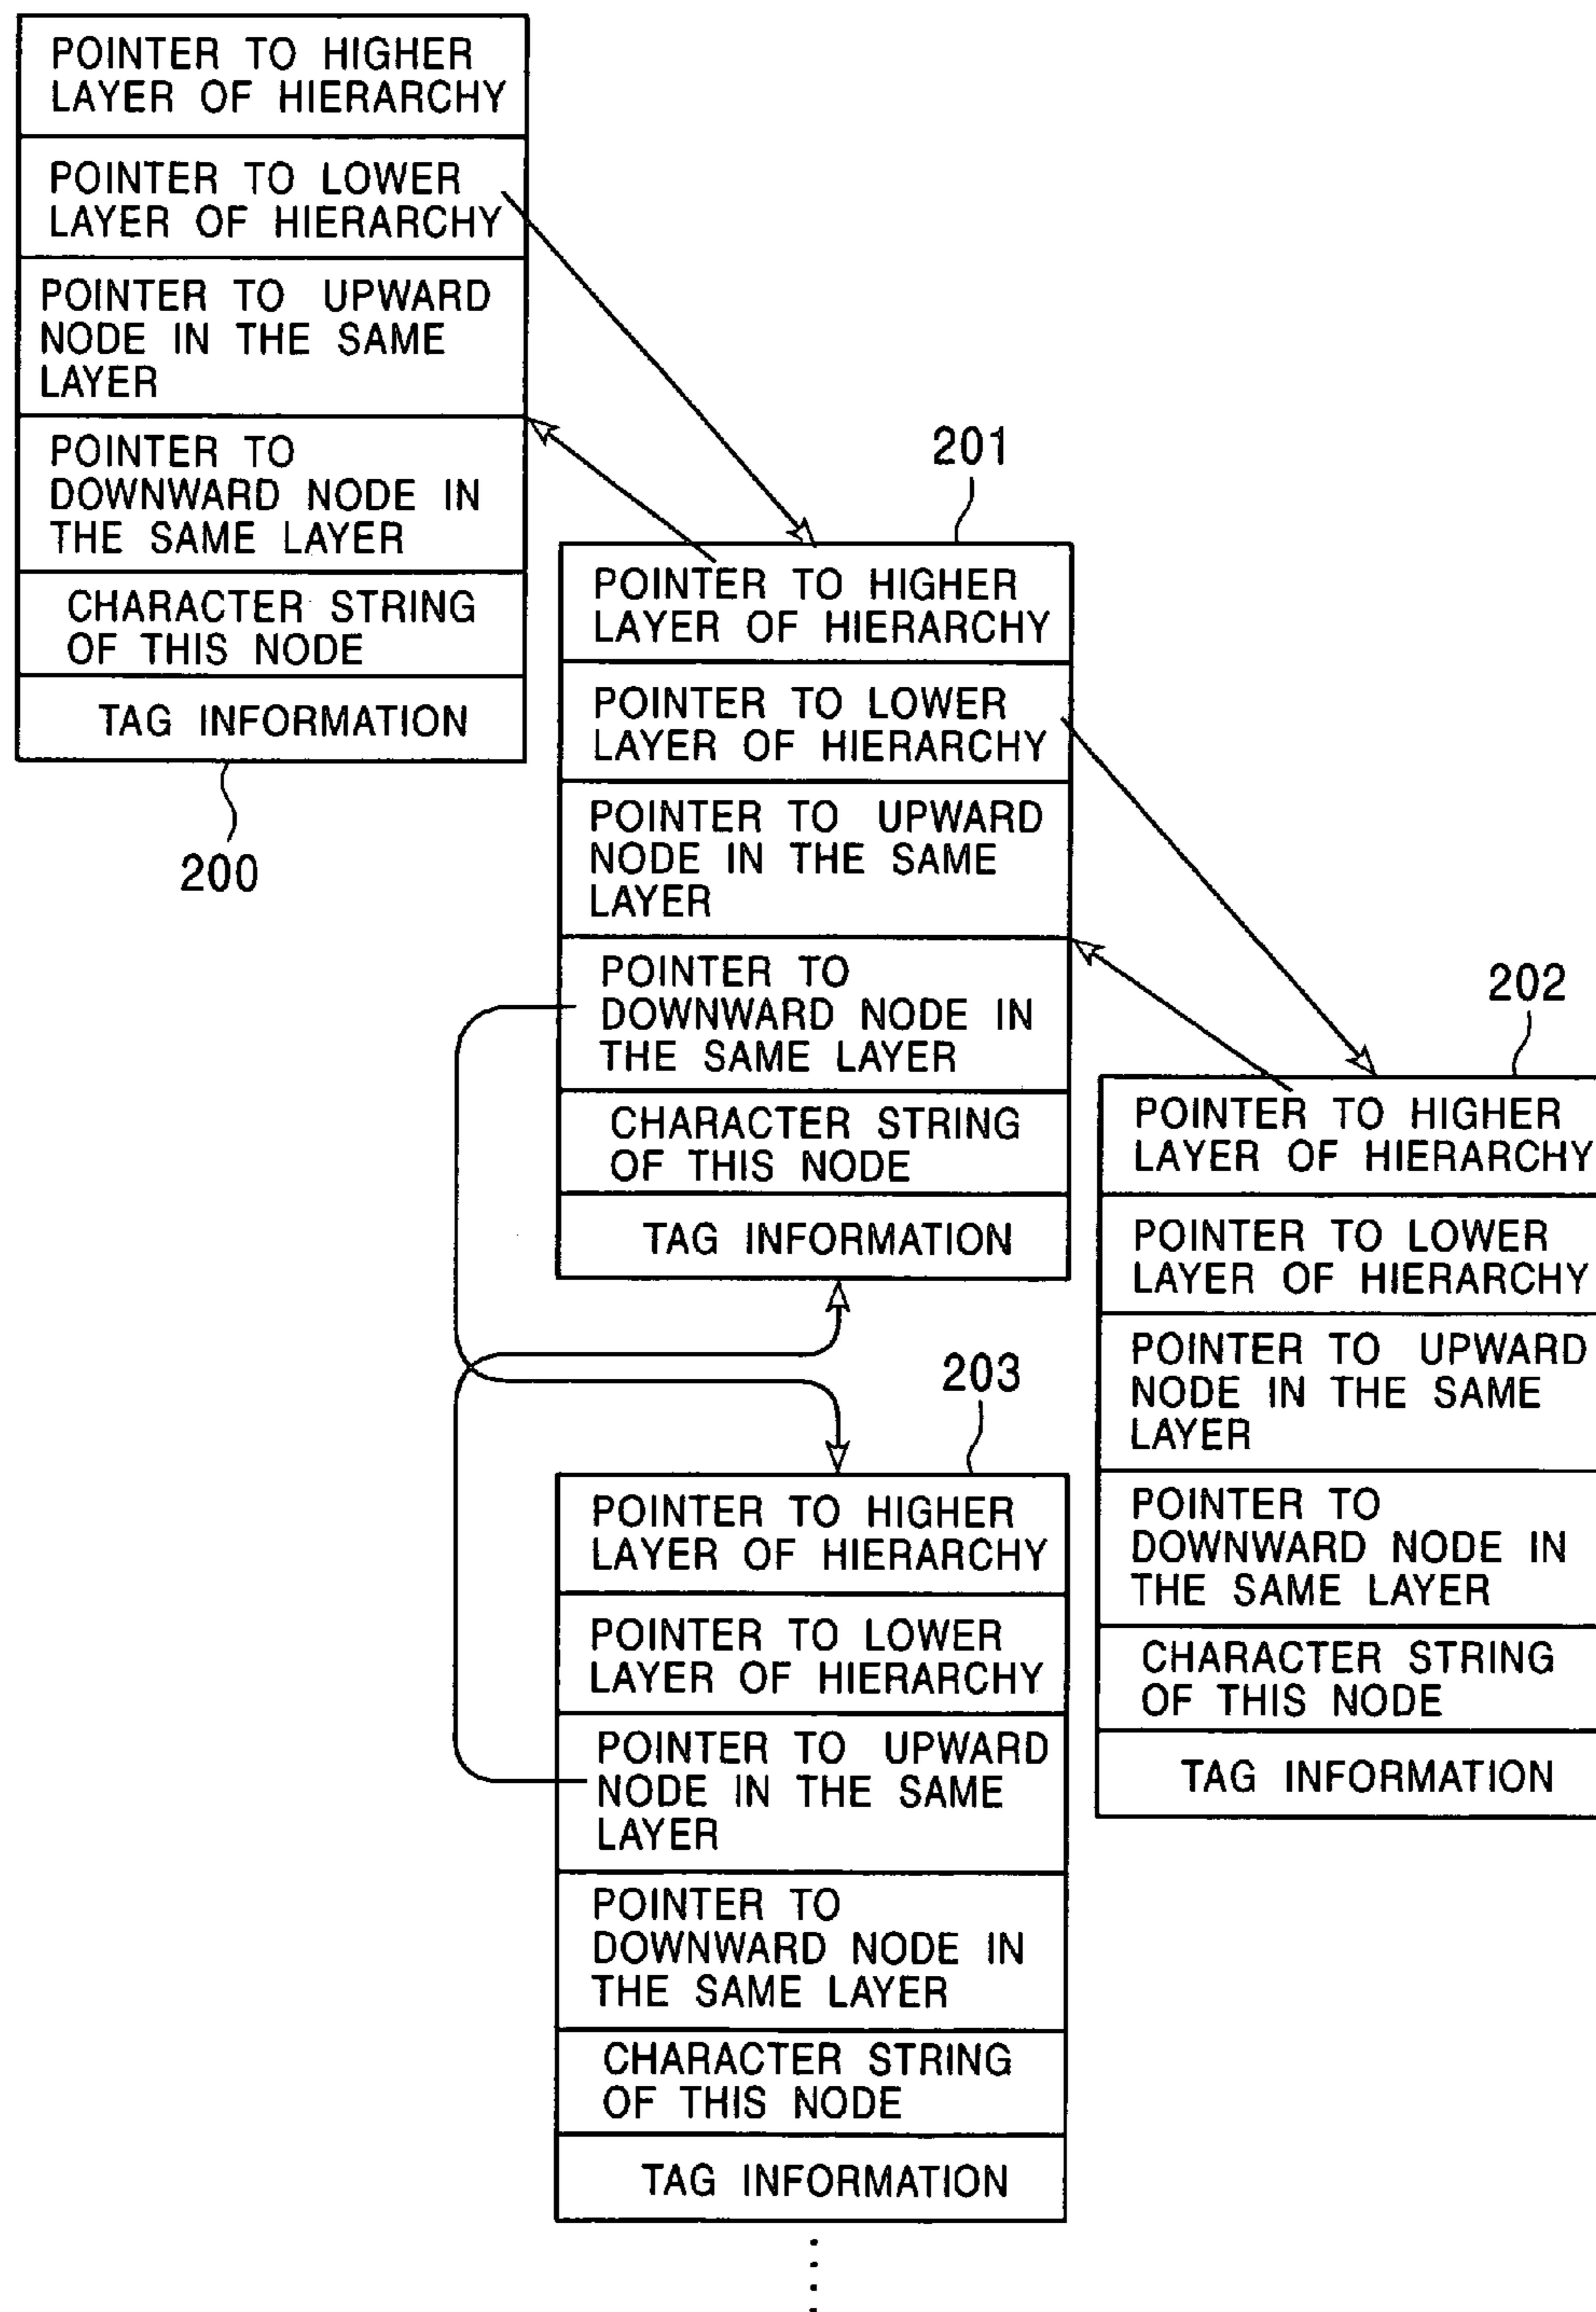 POINTER TO HIGHER
LAYER OF HIERARCHY
POINTER TO LOWER
LAYER OF HIERARCHY
POINTER TO UPWARD
NODE IN THE SAME
LAYER
POINTER TO
DOWNWARD NODE IN
THE SAME LAYER
CHARACTER STRING
OF THIS NODE
TAG INFORMATION
200
201
POINTER TO HIGHER
LAYER OF HIERARCHY
POINTER TO LOWER
LAYER OF HIERARCHY
POINTER TO UPWARD
NODE IN THE SAME
LAYER
POINTER TO
DOWNWARD NODE IN
THE SAME LAYER
CHARACTER STRING
OF THIS NODE
TAG INFORMATION
202
POINTER TO HIGHER
LAYER OF HIERARCHY
POINTER TO LOWER
LAYER OF HIERARCHY
POINTER TO UPWARD
NODE IN THE SAME
LAYER
POINTER TO
DOWNWARD NODE IN
THE SAME LAYER
CHARACTER STRING
OF THIS NODE
TAG INFORMATION
203
POINTER TO HIGHER
LAYER OF HIERARCHY
POINTER TO LOWER
LAYER OF HIERARCHY
POINTER TO UPWARD
NODE IN THE SAME
LAYER
POINTER TO
DOWNWARD NODE IN
THE SAME LAYER
CHARACTER STRING
OF THIS NODE
TAG INFORMATION